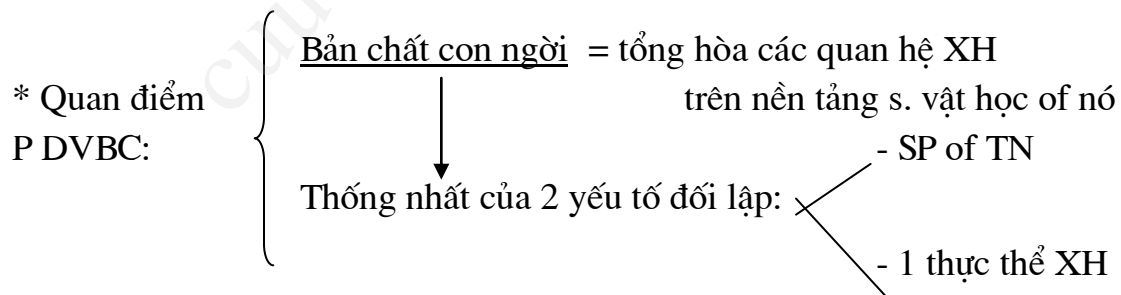 Bản chất con ngời = tổng hòa các quan hệ XH
* Quan điểm trên nền tảng s. vật học of nó
P DVBC: - SP of TN
Thống nhất của 2 yếu tố đối lập:
- 1 thực thể XH